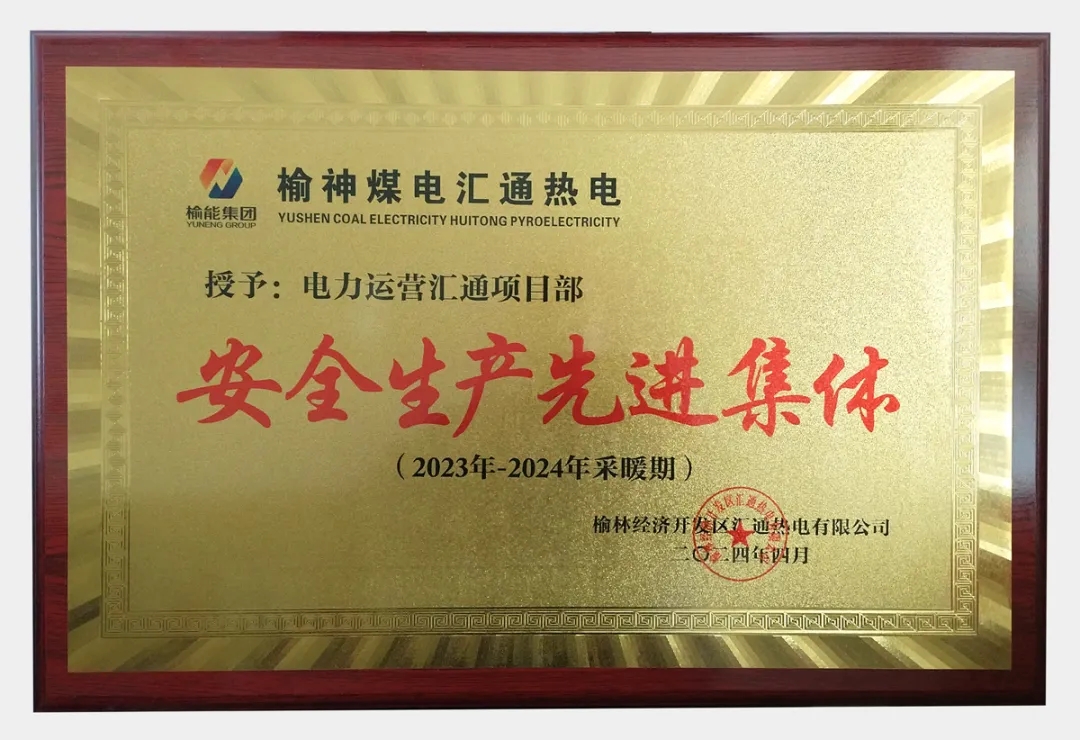 榆能集团
YUNENG GROUP
榆神煤电汇通热电
YUSHEN COAL ELECTRICITY HUITONG PYROELECTRICITY
授予：电力运营汇通项目部
安全生产先进集体
（2023年-2024年采暖期）
榆林经济开发区汇通热电有限公司
二〇二四年四月